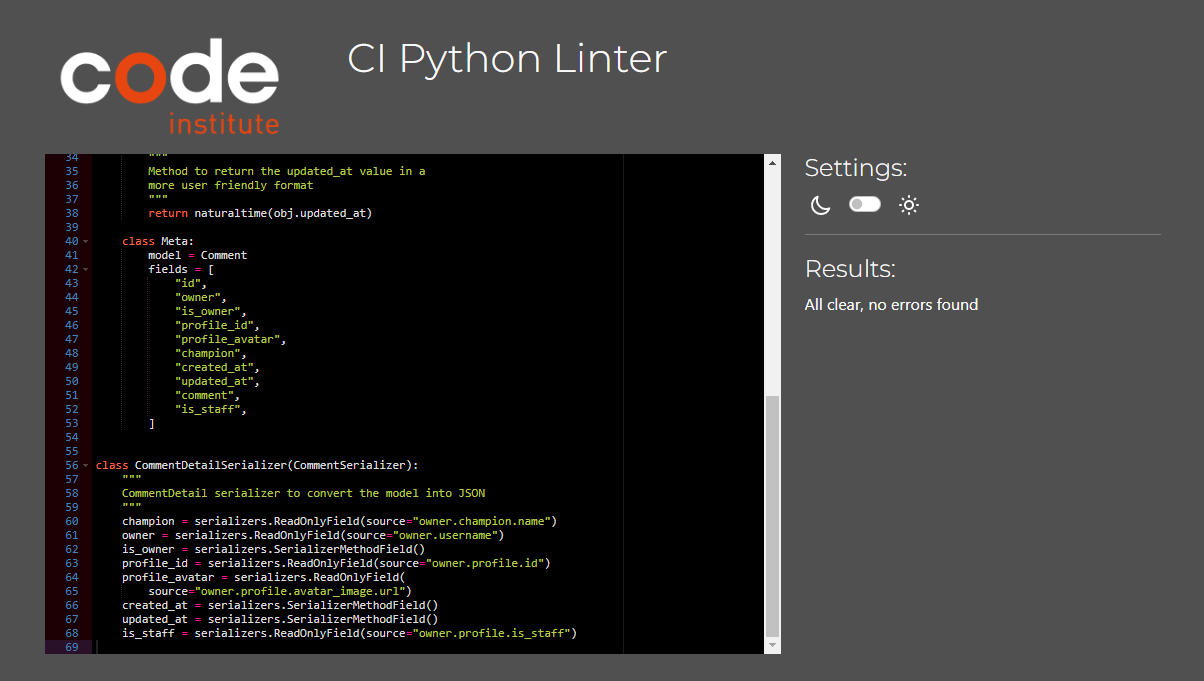 code
institute
CI Python Linter
34 """
35 Method to return the updated_at value in a
36 more user friendly format
37 """
38 return naturaltime(obj.updated_at)
39
40 class Meta:
41 model = Comment
42 fields = [
43 "id",
44 "owner",
45 "is_owner",
46 "profile_id",
47 "profile_avatar",
48 "champion",
49 "created_at",
50 "updated_at",
51 "comment",
52 "is_staff",
53 ]
54
55
56 class CommentDetailSerializer(CommentSerializer):
57 """
58 CommentDetail serializer to convert the model into JSON
59 """
60 champion = serializers.ReadOnlyField(source="owner.champion.name")
61 owner = serializers.ReadOnlyField(source="owner.username")
62 is_owner = serializers.SerializerMethodField()
63 profile_id = serializers.ReadOnlyField(source="owner.profile.id")
64 profile_avatar = serializers.ReadOnlyField(
65 source="owner.profile.avatar_image.url")
66 created_at = serializers.SerializerMethodField()
67 updated_at = serializers.SerializerMethodField()
68 is_staff = serializers.ReadOnlyField(source="owner.profile.is_staff")
69
Settings:
Results:
All clear, no errors found